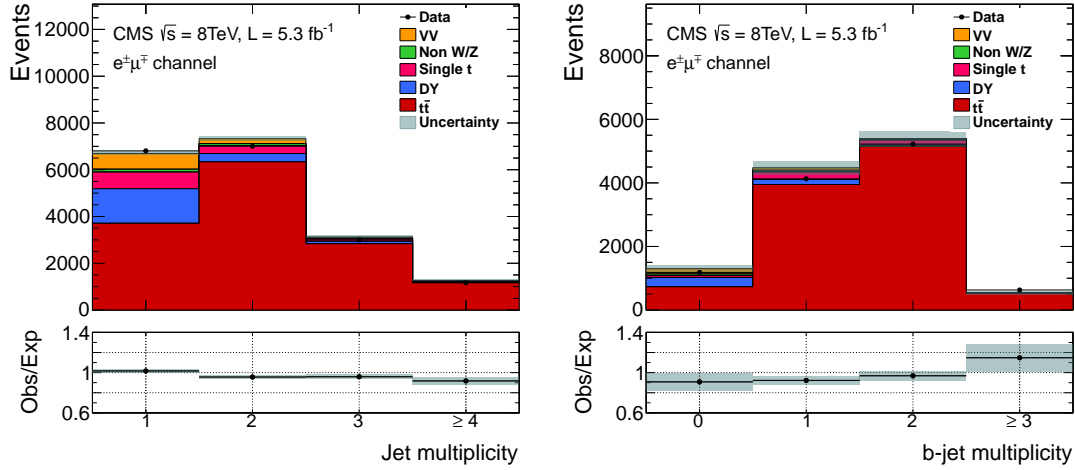 Events
12000
10000
8000
6000
4000
2000
0
CMS √s = 8TeV, L = 5.3 fb⁻¹
e±μ∓ channel
Data
VV
Non W/Z
Single t
DY
tt̄
Uncertainty
Obs/Exp
1.4
1
0.6
1 2 3 ≥ 4
Jet multiplicity
Events
8000
6000
4000
2000
0
CMS √s = 8TeV, L = 5.3 fb⁻¹
e±μ∓ channel
Data
VV
Non W/Z
Single t
DY
tt̄
Uncertainty
Obs/Exp
1.4
1
0.6
0 1 2 ≥ 3
b-jet multiplicity